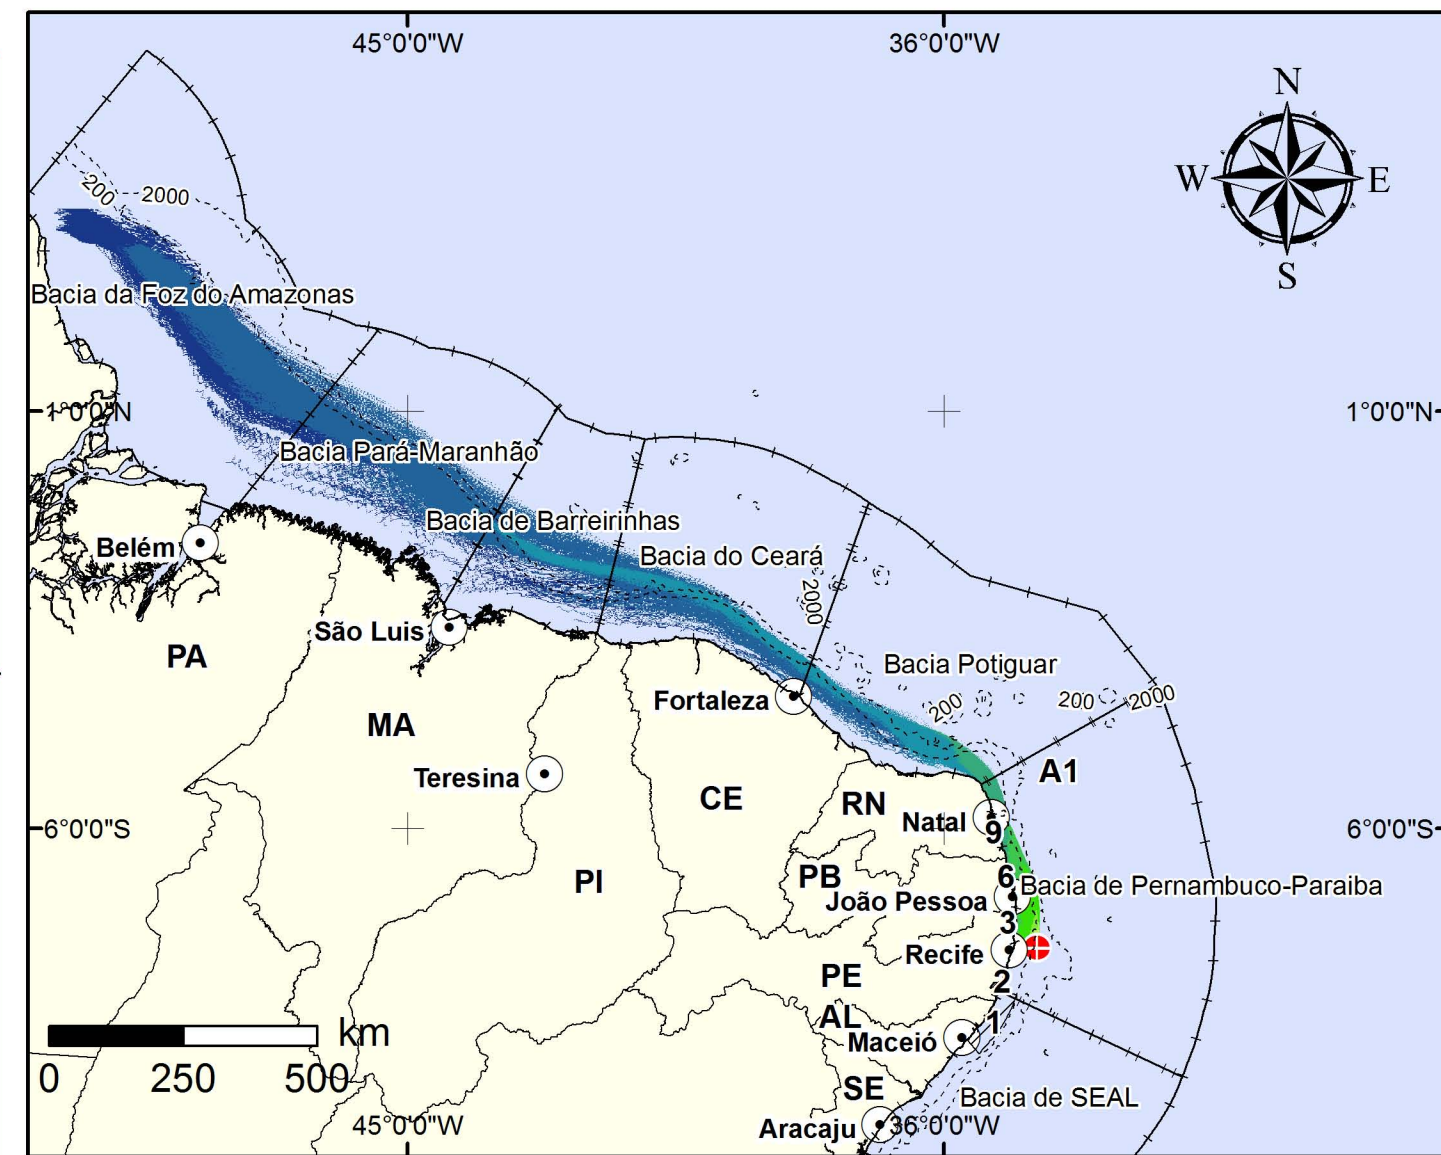 45°0'0"W
36°0'0"W
N
W
E
S
200
2000
Bacia da Foz do Amazonas
1°0'0"N
1°0'0"N
Bacia Pará-Maranhão
Bacia de Barreirinhas
Belém
Bacia do Ceará
2000
São Luis
PA
Bacia Potiguar
Fortaleza
200
200
2000
MA
Teresina
A1
CE
RN
Natal
9
6°0'0"S
6°0'0"S
PI
PB
6
Bacia de Pernambuco-Paraiba
João Pessoa
3
Recife
PE
2
AL
1
km
Maceió
0
250
500
SE
Bacia de SEAL
45°0'0"W
Aracaju
36°0'0"W